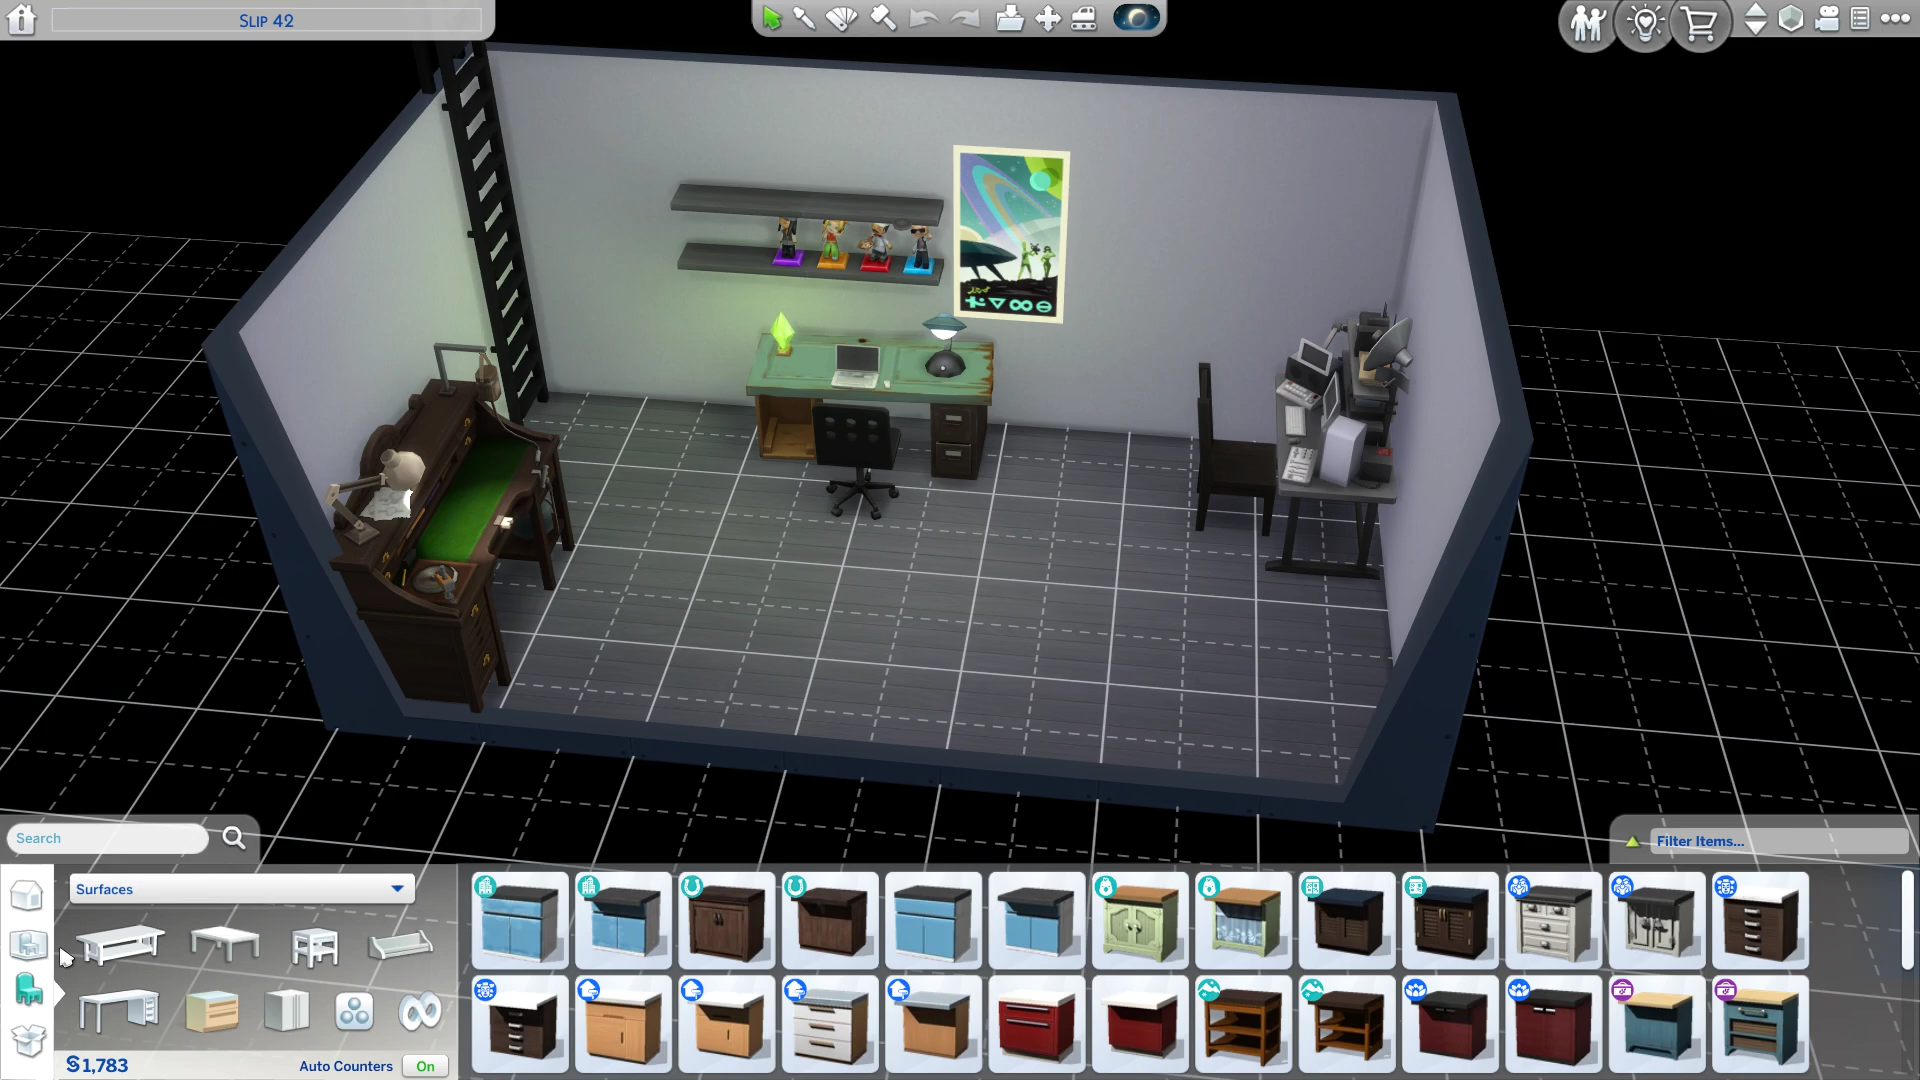 Slip 42
Search
Filter Items...
Surfaces
§1,783
Auto Counters
On